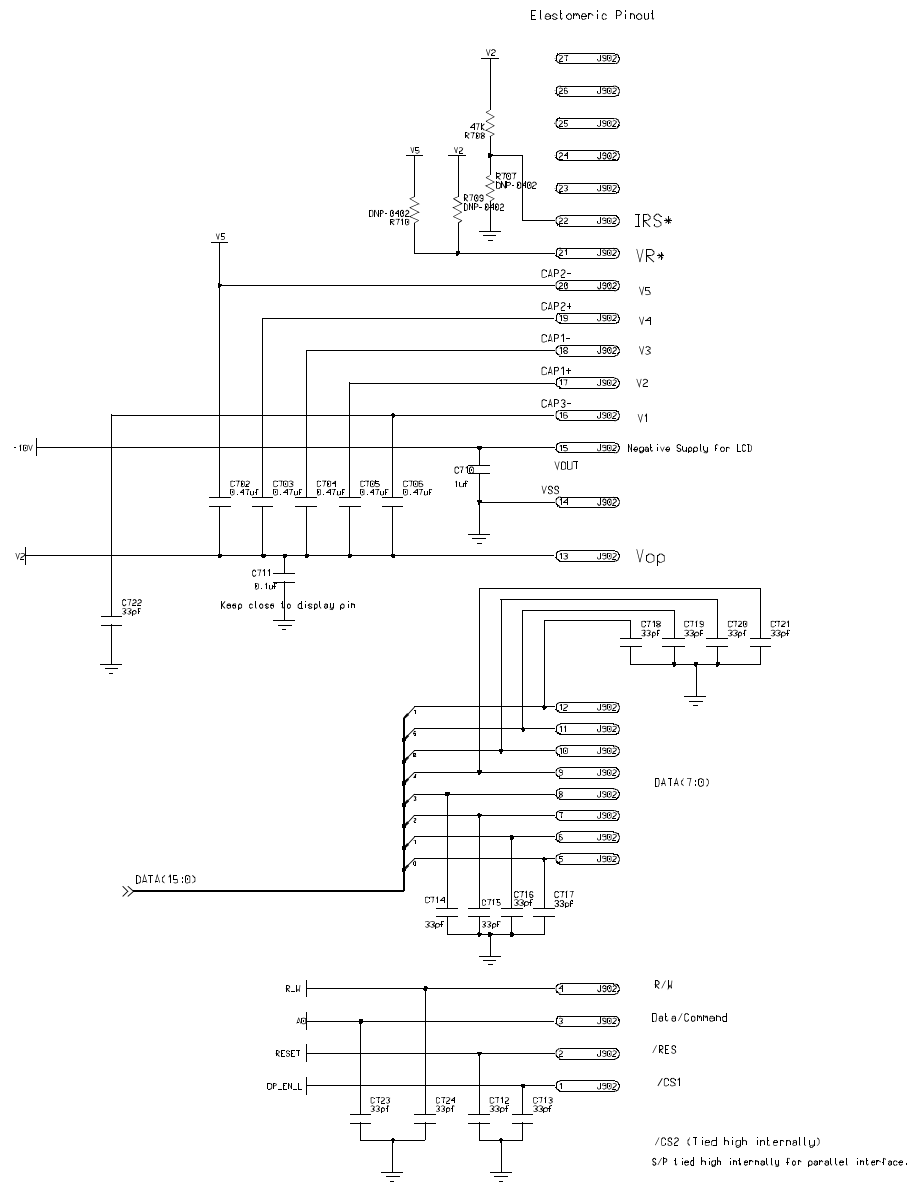 Elastomeric Pinout
V2
27 J902
26 J902
25 J902
47K
R708
24 J902
V5
V2
R707
DNP-0402
23 J902
R709
DNP-0402
DNP-0402
R710
22 J902
IRS*
21 J902
VR*
V5
CAP2-
20 J902
V5
CAP2+
19 J902
V4
CAP1-
18 J902
V3
CAP1+
17 J902
V2
CAP3-
16 J902
V1
-10V
15 J902
Negative Supply for LCD
VOUT
C710
1uf
C702
0.47uF
C703
0.47uF
C704
0.47uF
C705
0.47uF
C706
0.47uF
VSS
14 J902
V2
13 J902
Vop
C711
0.1uf
Keep close to display pin
C722
33pf
C718
33pf
C719
33pf
C720
33pf
C721
33pf
12 J902
11 J902
10 J902
4
9 J902
DATA(7:0)
3
8 J902
2
7 J902
1
6 J902
0
5 J902
DATA(15:0)
C714
33pf
C715
33pf
C716
33pf
C717
33pf
R_W
4 J902
R/W
A0
3 J902
Data/Command
RESET
2 J902
/RES
DP_EN_L
1 J902
/CS1
C723
33pf
C724
33pf
C712
33pf
C713
33pf
/CS2 (Tied high internally)
S/P tied high internally for parallel interface.